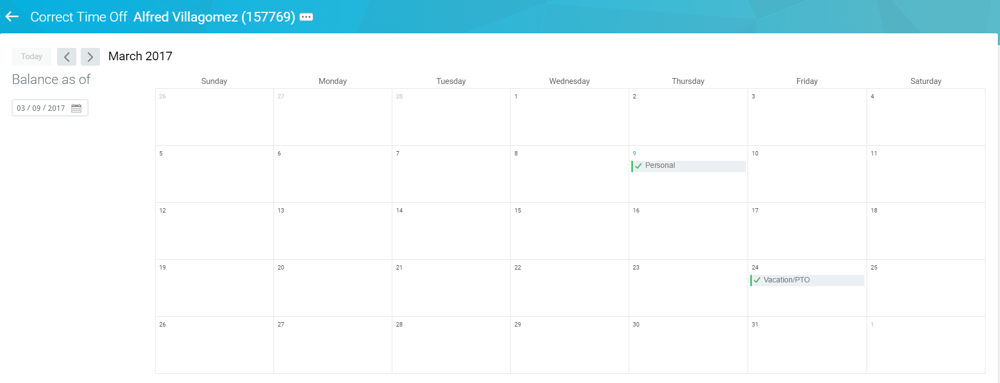 Correct Time Off Alfred Villagomez (157769)
Today
March 2017
Balance as of
03 / 09 / 2017
Sunday Monday Tuesday Wednesday Thursday Friday Saturday
26 27 28 1 2 3 4
5 6 7 8 9 10 11
Personal
12 13 14 15 16 17 18
19 20 21 22 23 24 25
Vacation/PTO
26 27 28 29 30 31 1